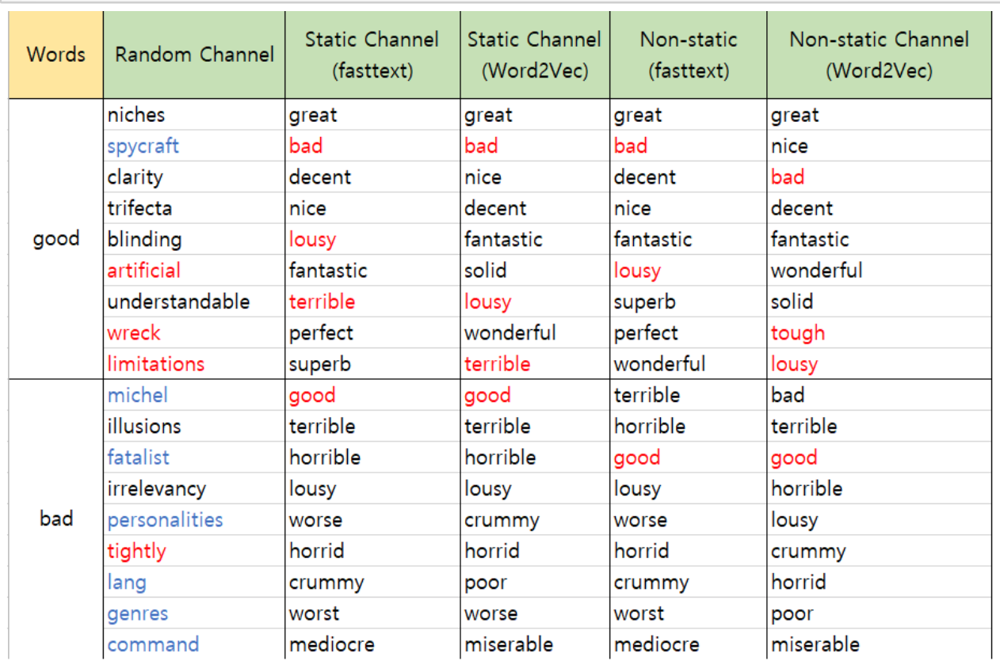 Words Random Channel Static Channel (fasttext) Static Channel (Word2Vec) Non-static (fasttext) Non-static Channel (Word2Vec)
niches great great great great
spycraft bad bad bad nice
clarity decent nice decent bad
trifecta nice decent nice decent
good blinding lousy fantastic fantastic fantastic
artificial fantastic solid lousy wonderful
understandable terrible lousy superb solid
wreck perfect wonderful perfect tough
limitations superb terrible wonderful lousy
michel good good terrible bad
illusions terrible terrible horrible terrible
fatalist horrible horrible good good
irrelevancy lousy lousy lousy horrible
bad personalities worse crummy worse lousy
tightly horrid horrid horrid crummy
lang crummy poor crummy horrid
genres worst worse worst poor
command mediocre miserable mediocre miserable